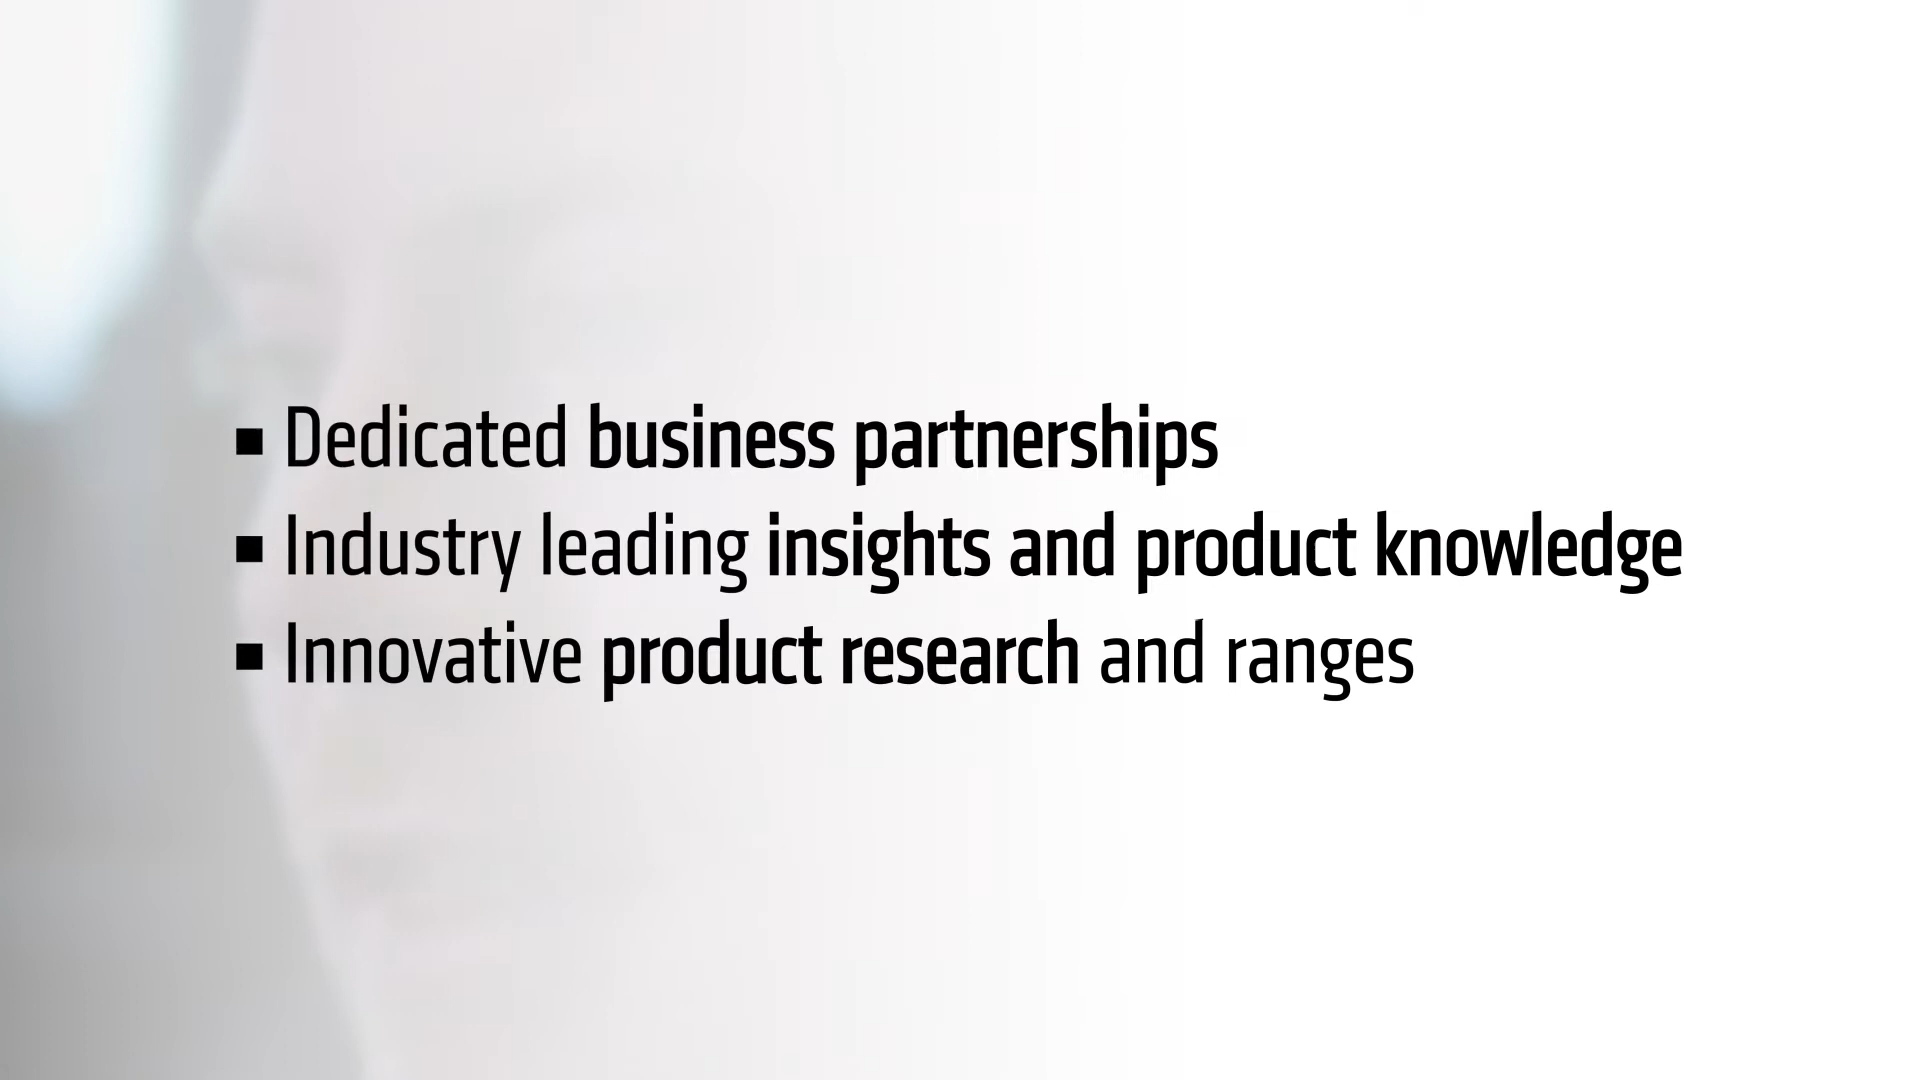 ▪ Dedicated business partnerships
▪ Industry leading insights and product knowledge
▪ Innovative product research and ranges